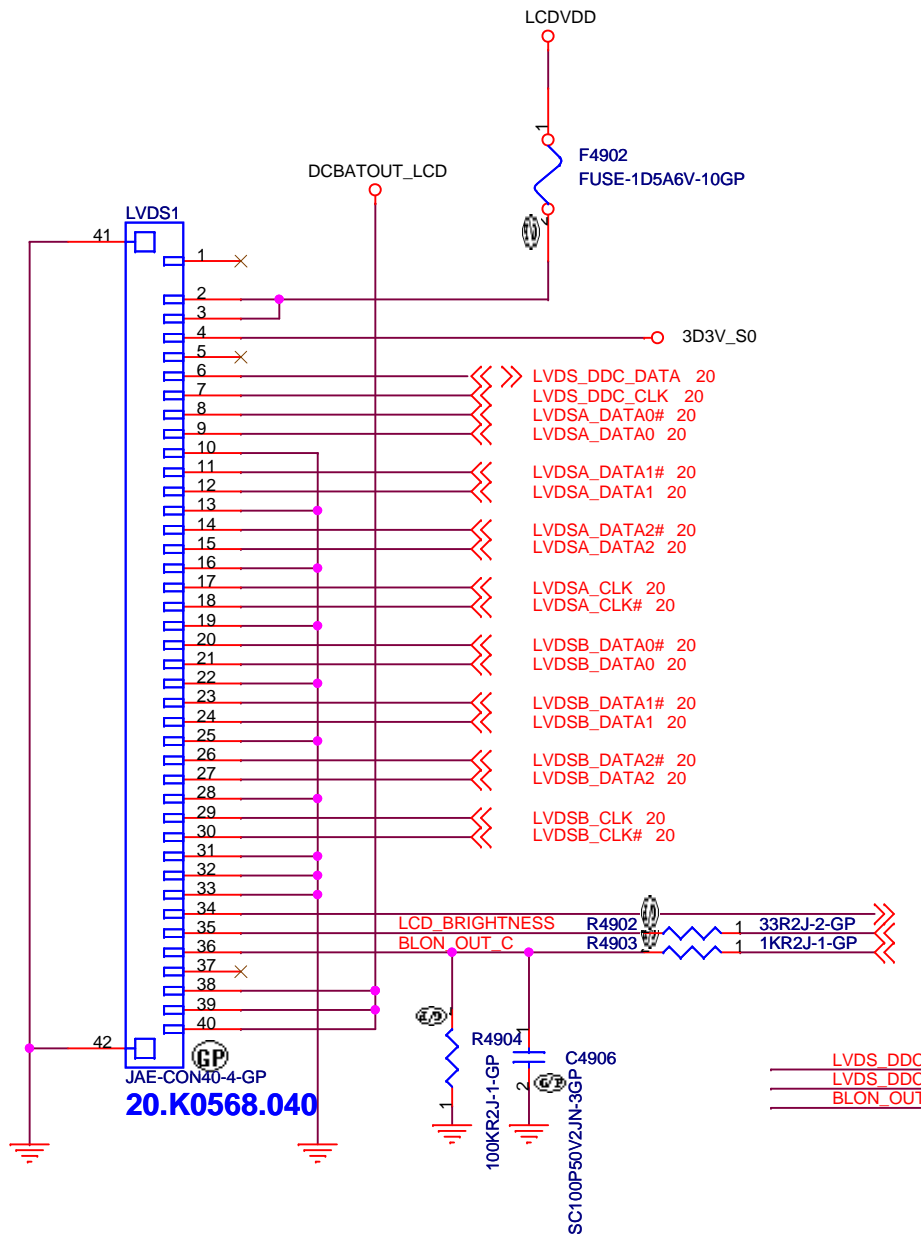 LCDVDD
1
F4902
FUSE-1D5A6V-10GP
2
DCBATOUT_LCD
LVDS1
41
1
2
3
4
3D3V_S0
5
6 LVDS_DDC_DATA 20
7 LVDS_DDC_CLK 20
8 LVDSA_DATA0# 20
9 LVDSA_DATA0 20
10
11 LVDSA_DATA1# 20
12 LVDSA_DATA1 20
13
14 LVDSA_DATA2# 20
15 LVDSA_DATA2 20
16
17 LVDSA_CLK 20
18 LVDSA_CLK# 20
19
20 LVDSB_DATA0# 20
21 LVDSB_DATA0 20
22
23 LVDSB_DATA1# 20
24 LVDSB_DATA1 20
25
26 LVDSB_DATA2# 20
27 LVDSB_DATA2 20
28
29 LVDSB_CLK 20
30 LVDSB_CLK# 20
31
32
33
34
35 LCD_BRIGHTNESS R4902 1 33R2J-2-GP
36 BLON_OUT_C R4903 1 1KR2J-1-GP
37
38
39
40
42
GP
JAE-CON40-4-GP
20.K0568.040
R4904
1
100KR2J-1-GP
1
C4906
2
SC100P50V2JN-3GP
LVDS_DDC
LVDS_DDC
BLON_OUT